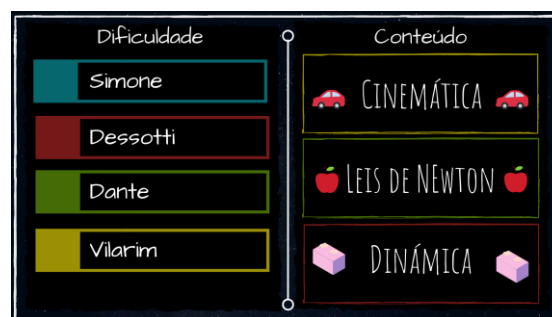 Dificuldade
Simone
Dessotti
Dante
Vilarim
Conteúdo
CINEMÁTICA
LEIS DE NEWTON
DINÁMICA